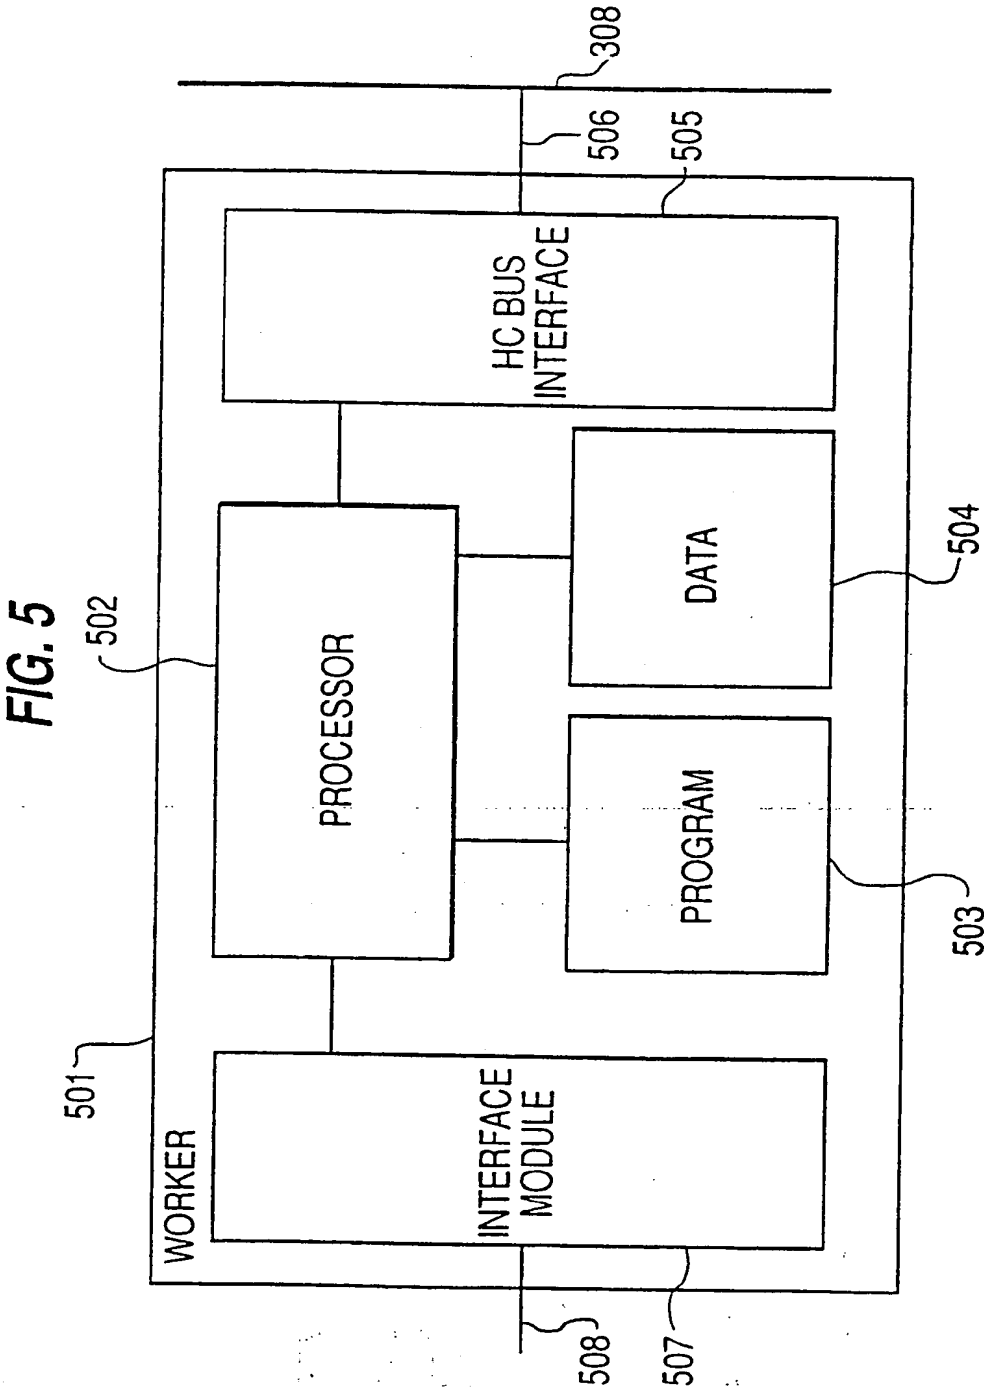 FIG. 5
501
502
WORKER
PROCESSOR
INTERFACE
MODULE
HC BUS
INTERFACE
PROGRAM
DATA
508
507
503
504
505
506
308